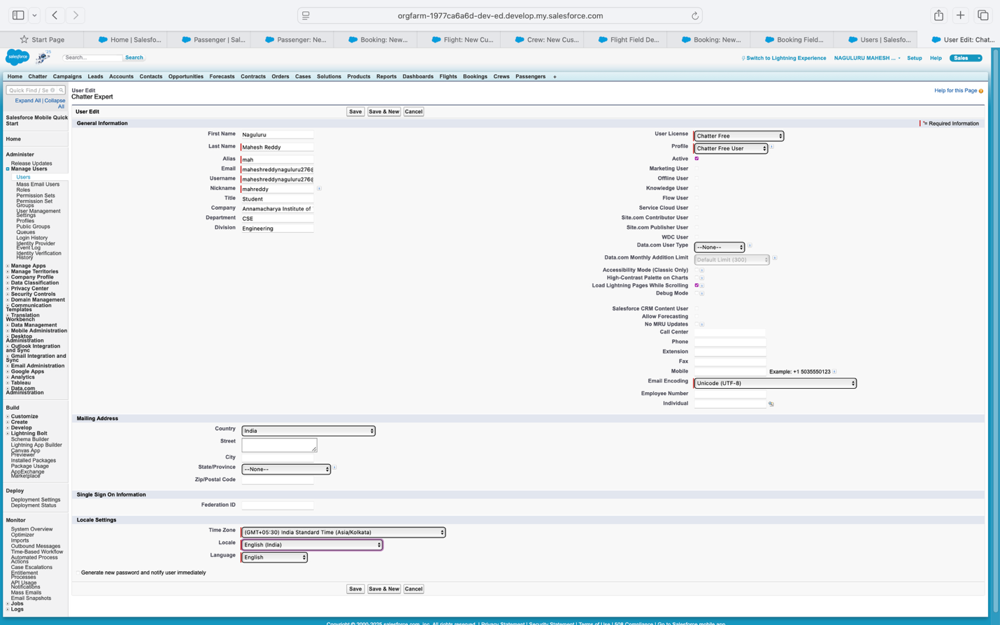 orgfarm-1977ca6a6d-dev-ed.develop.my.salesforce.com
Start Page
Home | Salesfo...
Passenger | Sal...
Passenger: Ne...
Booking: New...
Flight: New Cu...
Crew: New Cus...
Flight Field De...
Booking: New...
Booking Field...
Users | Salesfo...
User Edit: Chat...
salesforce
'25
Search...
Search
Switch to Lightning Experience
NAGULURU MAHESH ...
Setup
Help
Sales
Home
Chatter
Campaigns
Leads
Accounts
Contacts
Opportunities
Forecasts
Contracts
Orders
Cases
Solutions
Products
Reports
Dashboards
Flights
Bookings
Crews
Passengers
+
Quick Find / Se
Expand All | Collapse
All
Salesforce Mobile Quick
Start
Home
Administer
Release Updates
Manage Users
Users
Mass Email Users
Roles
Permission Sets
Permission Set
Groups
User Management
Settings
Profiles
Public Groups
Queues
Login History
Identity Provider
Event Log
Identity Verification
History
Manage Apps
Manage Territories
Company Profile
Data Classification
Privacy Center
Security Controls
Domain Management
Communication
Templates
Translation
Workbench
Data Management
Mobile Administration
Desktop
Administration
Outlook Integration
and Sync
Gmail Integration and
Sync
Email Administration
Google Apps
Analytics
Tableau
Data.com
Administration
Build
Customize
Create
Develop
Lightning Bolt
Schema Builder
Lightning App Builder
Canvas App
Previewer
Installed Packages
Package Usage
AppExchange
Marketplace
Deploy
Deployment Settings
Deployment Status
Monitor
System Overview
Optimizer
Imports
Outbound Messages
Time-Based Workflow
Automated Process
Actions
Case Escalations
Entitlement
Processes
API Usage
Notifications
Mass Emails
Email Snapshots
Jobs
Logs
User Edit
Chatter Expert
Help for this Page
User Edit
Save
Save & New
Cancel
General Information
= Required Information
First Name Naguluru
Last Name Mahesh Reddy
Alias mah
Email maheshreddynaguluru276@
Username maheshreddynaguluru276@
Nickname mahreddy
Title Student
Company Annamacharya Institute of
Department CSE
Division Engineering
User License Chatter Free
Profile Chatter Free User
Active
Marketing User
Offline User
Knowledge User
Flow User
Service Cloud User
Site.com Contributor User
Site.com Publisher User
WDC User
Data.com User Type --None--
Data.com Monthly Addition Limit Default Limit (300)
Accessibility Mode (Classic Only)
High-Contrast Palette on Charts
Load Lightning Pages While Scrolling
Debug Mode
Salesforce CRM Content User
Allow Forecasting
No MRU Updates
Call Center
Phone
Extension
Fax
Mobile Example: +1 5035550123
Email Encoding Unicode (UTF-8)
Employee Number
Individual
Mailing Address
Country India
Street
City
State/Province --None--
Zip/Postal Code
Single Sign On Information
Federation ID
Locale Settings
Time Zone (GMT+05:30) India Standard Time (Asia/Kolkata)
Locale English (India)
Language English
Generate new password and notify user immediately
Save
Save & New
Cancel
Copyright © 2000-2025 salesforce.com, inc. All rights reserved. | Privacy Statement | Security Statement | Terms of Use | 508 Compliance | Go to Salesforce mobile app